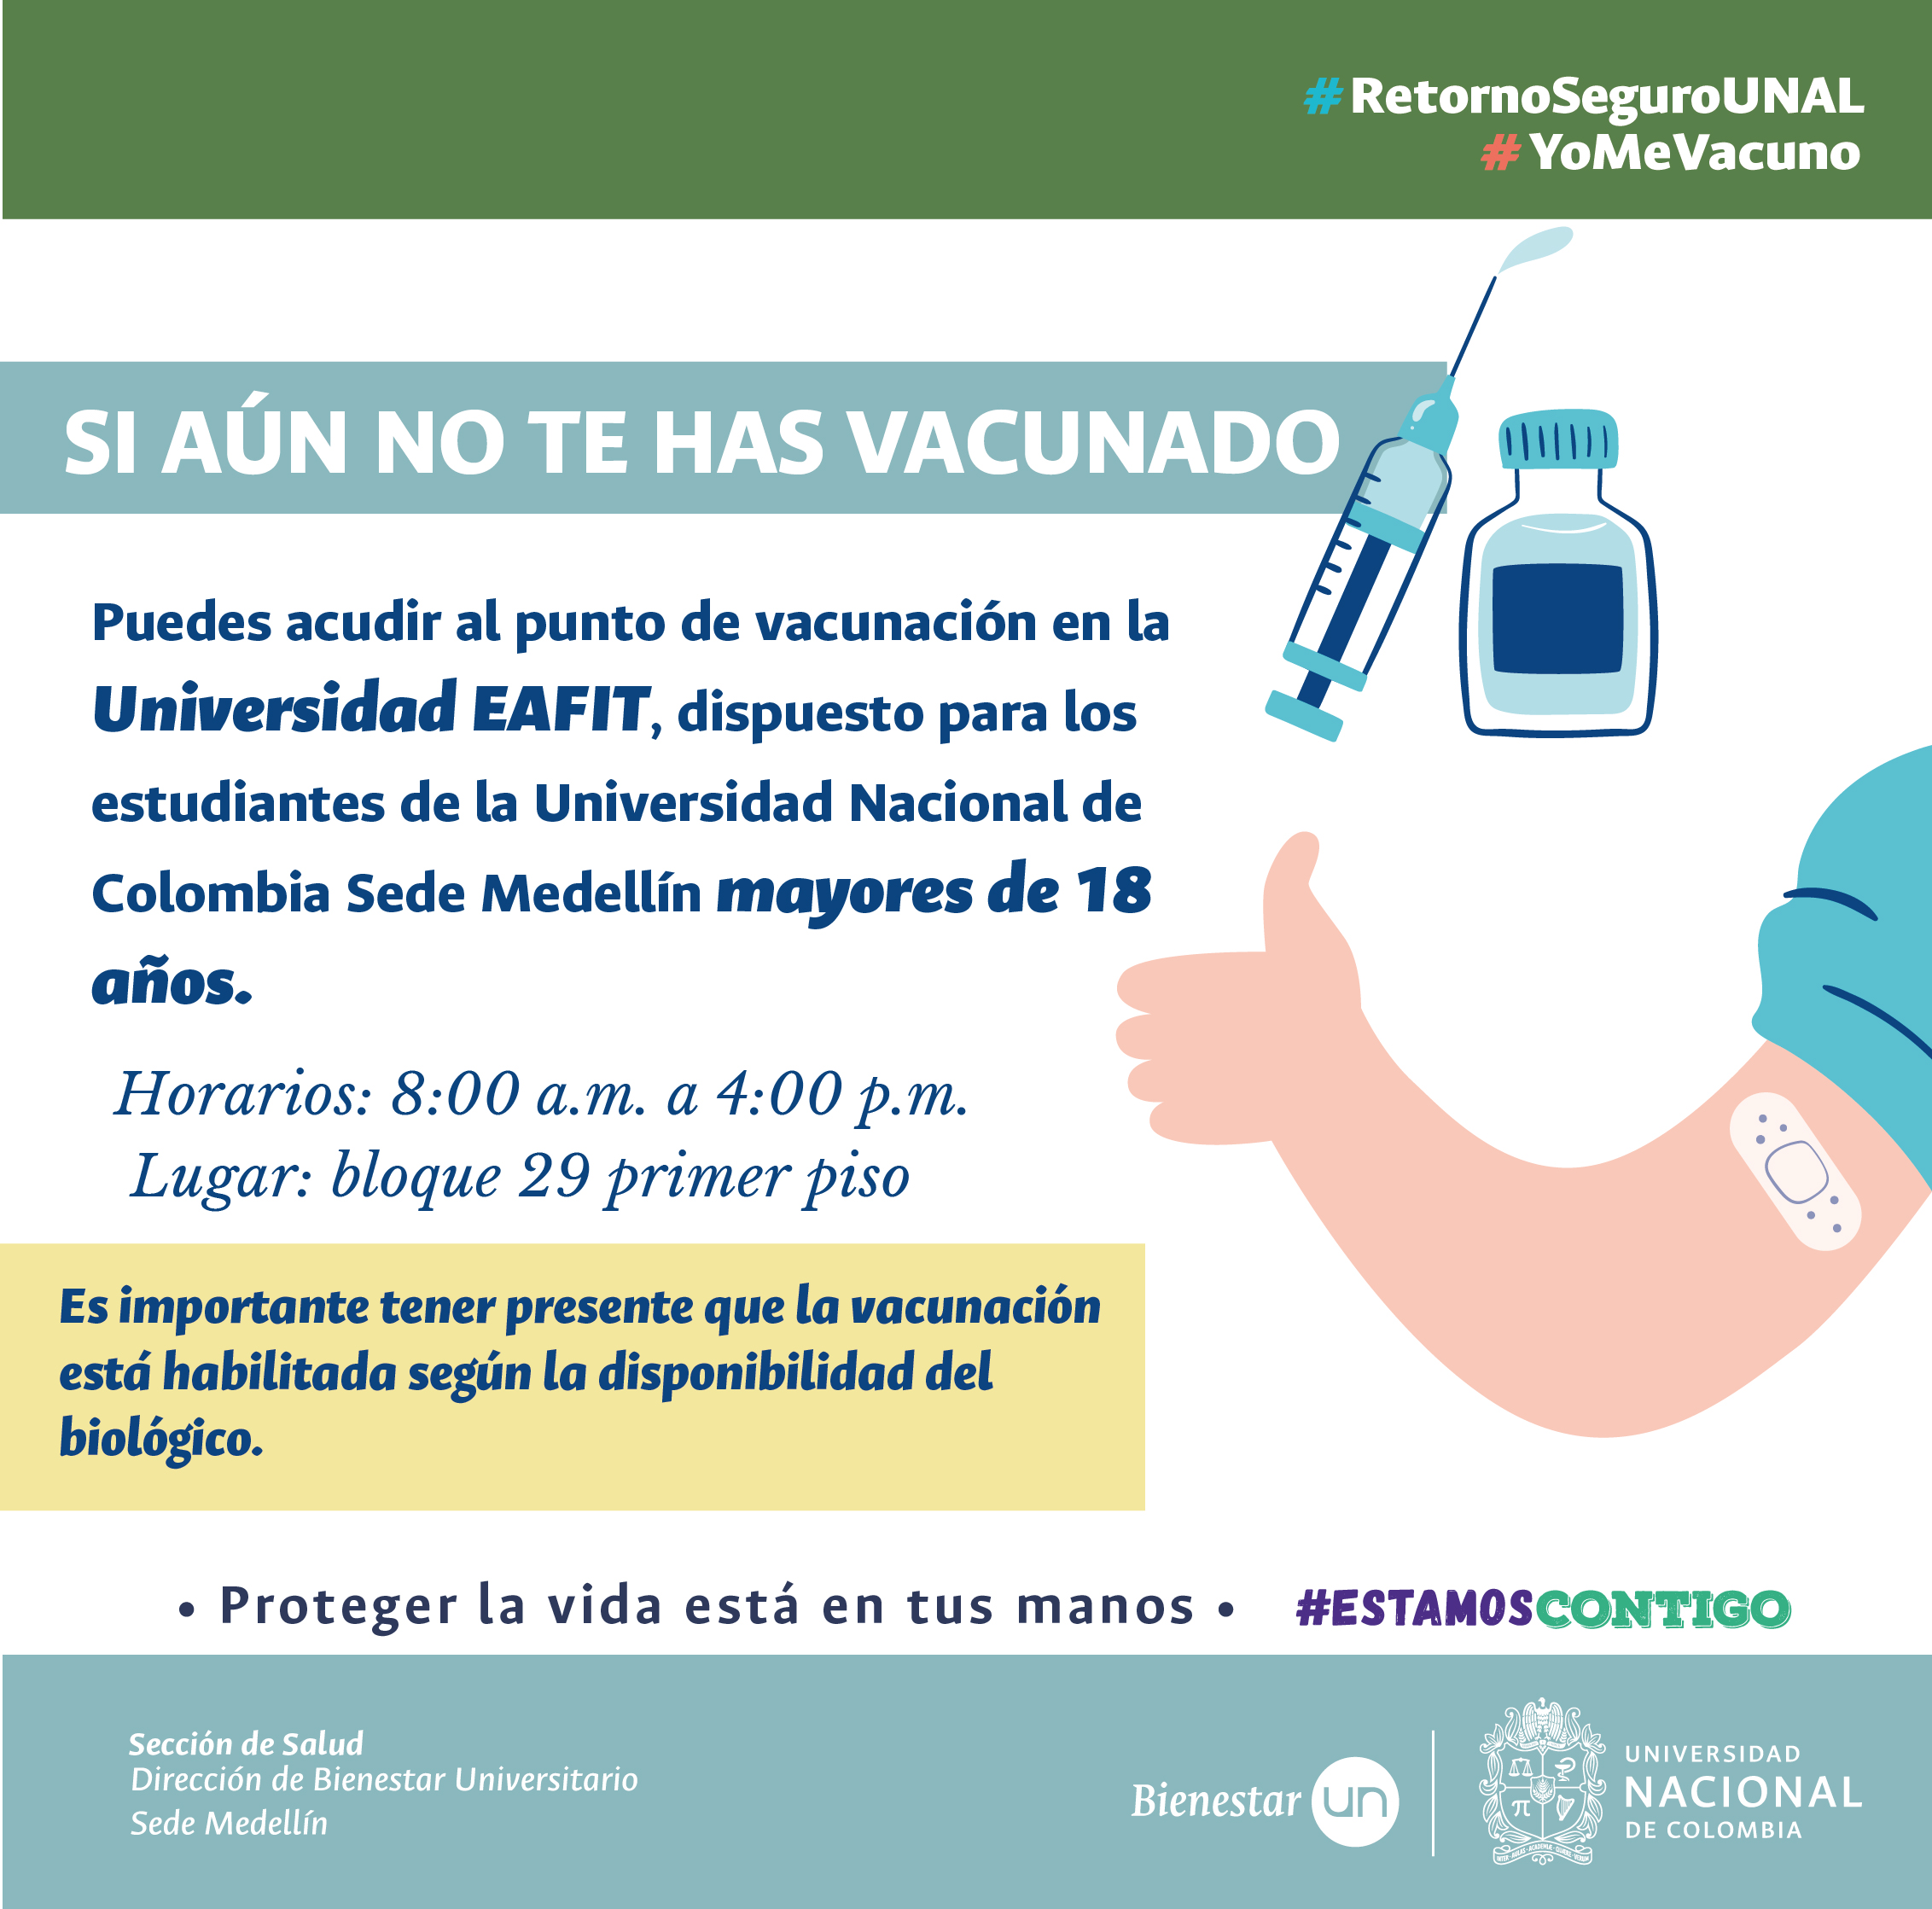 #RetornoSeguroUNAL
#YoMeVacuno
SI AÚN NO TE HAS VACUNADO
Puedes acudir al punto de vacunación en la
Universidad EAFIT, dispuesto para los
estudiantes de la Universidad Nacional de
Colombia Sede Medellín mayores de 18
años.
Horarios: 8:00 a.m. a 4:00 p.m.
Lugar: bloque 29 primer piso
Es importante tener presente que la vacunación
está habilitada según la disponibilidad del
biológico.
• Proteger la vida está en tus manos •
#ESTAMOSCONTIGO
Sección de Salud
Dirección de Bienestar Universitario
Sede Medellín
Bienestar un
UNIVERSIDAD
NACIONAL
DE COLOMBIA